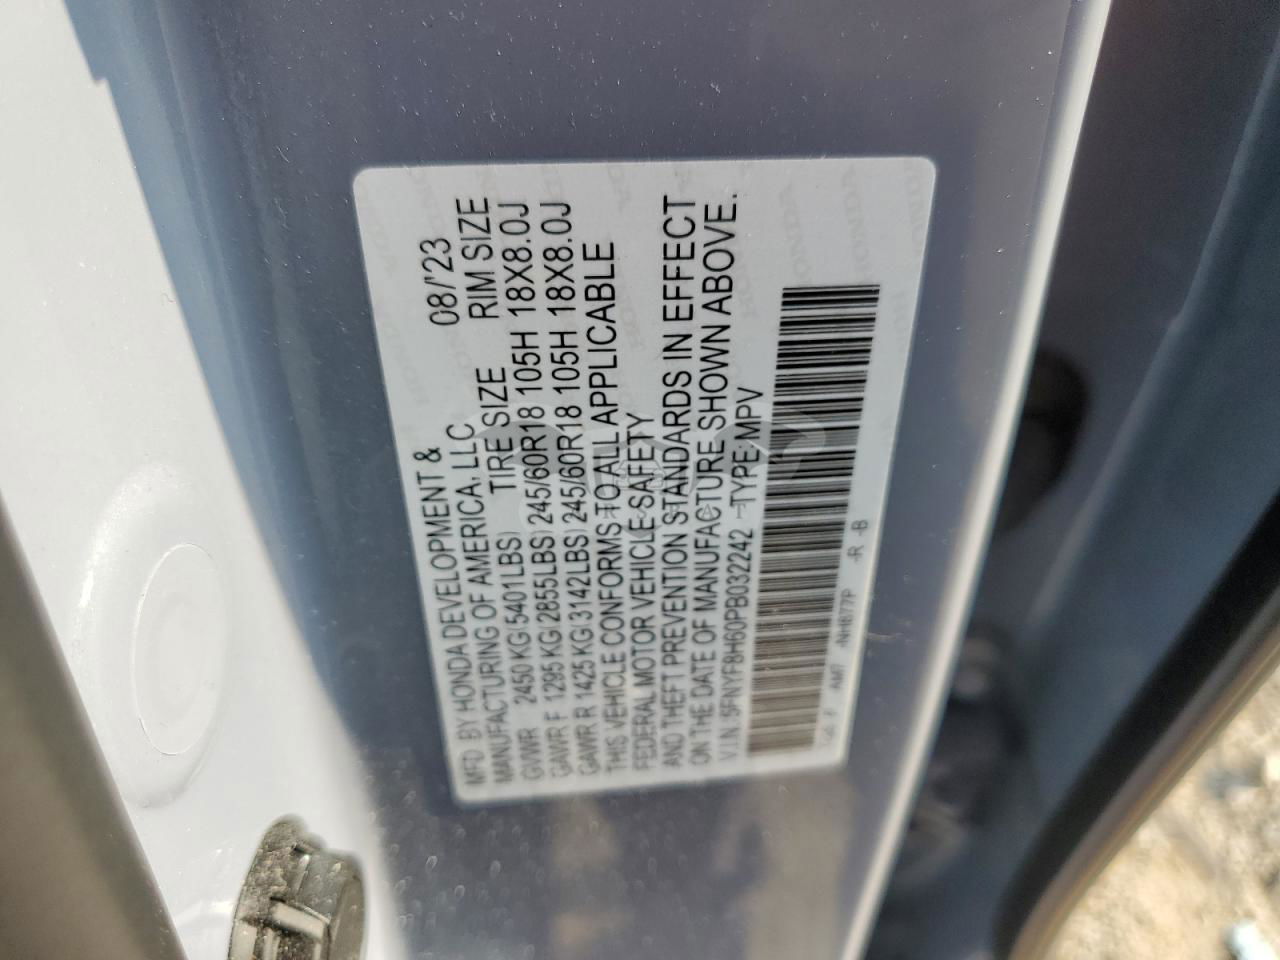 MFD. BY HONDA DEVELOPMENT & 08/'23
MANUFACTURING OF AMERICA, LLC
GVWR 2450 KG (5401LBS) TIRE SIZE RIM SIZE
GAWR F 1295 KG (2855LBS) 245/60R18 105H 18X8.0J
GAWR R 1425 KG (3142LBS) 245/60R18 105H 18X8.0J
THIS VEHICLE CONFORMS TO ALL APPLICABLE
FEDERAL MOTOR VEHICLE SAFETY
AND THEFT PREVENTION STANDARDS IN EFFECT
ON THE DATE OF MANUFACTURE SHOWN ABOVE.
V.I.N. 5FNYF8H60PB032242 TYPE: MPV
AM7 NH877P -R -B